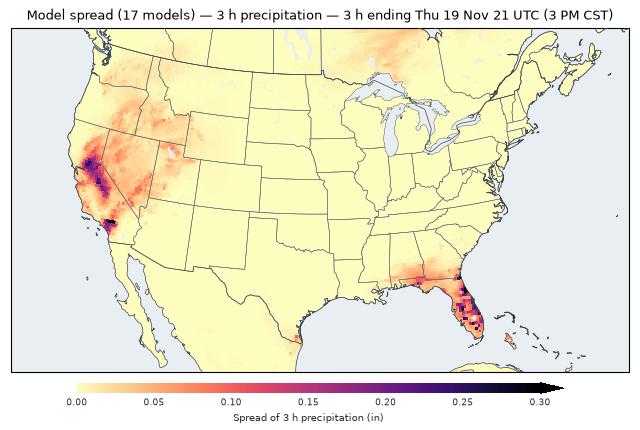 Model spread (17 models) — 3 h precipitation — 3 h ending Thu 19 Nov 21 UTC (3 PM CST)
0.00 0.05 0.10 0.15 0.20 0.25 0.30
Spread of 3 h precipitation (in)